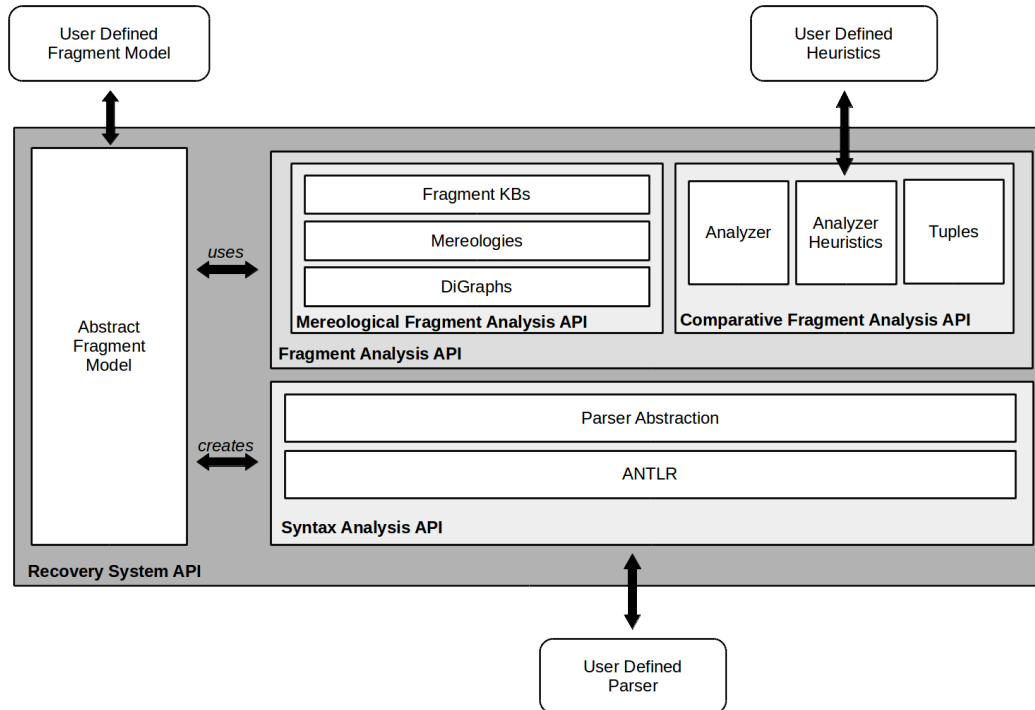 User Defined
Fragment Model
User Defined
Heuristics
Abstract
Fragment
Model
uses
creates
Fragment KBs
Mereologies
DiGraphs
Mereological Fragment Analysis API
Analyzer
Analyzer
Heuristics
Tuples
Comparative Fragment Analysis API
Fragment Analysis API
Parser Abstraction
ANTLR
Syntax Analysis API
Recovery System API
User Defined
Parser